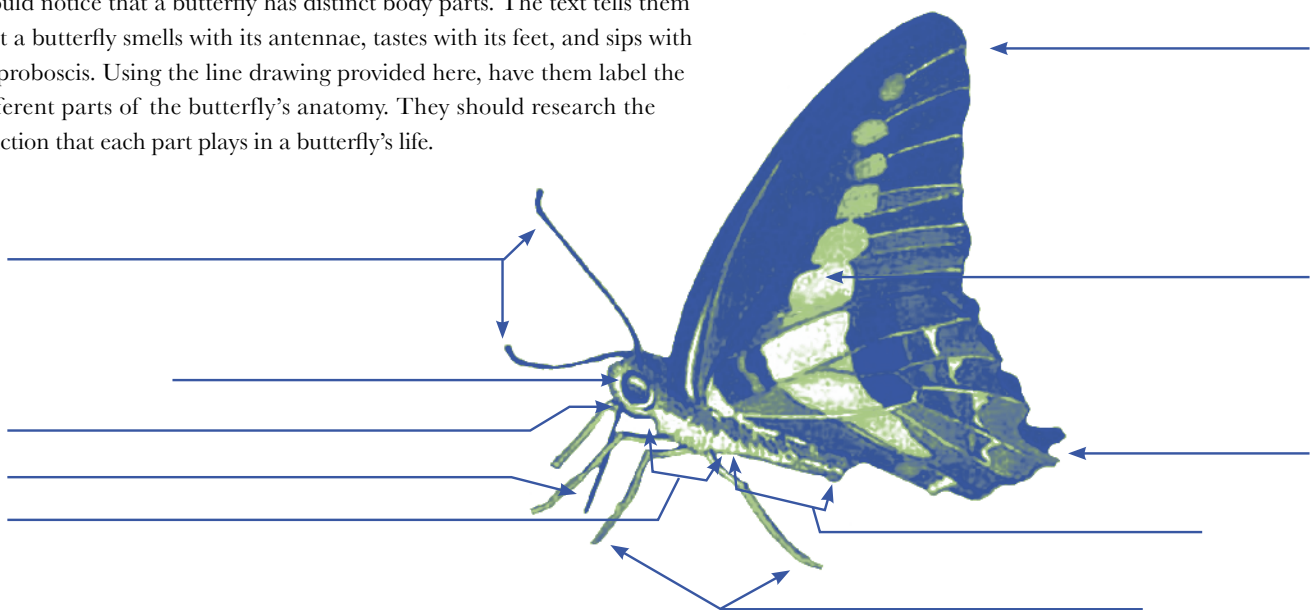 ould notice that a butterfly has distinct body parts. The text tells them
t a butterfly smells with its antennae, tastes with its feet, and sips with
proboscis. Using the line drawing provided here, have them label the
ferent parts of the butterfly’s anatomy. They should research the
ction that each part plays in a butterfly’s life.